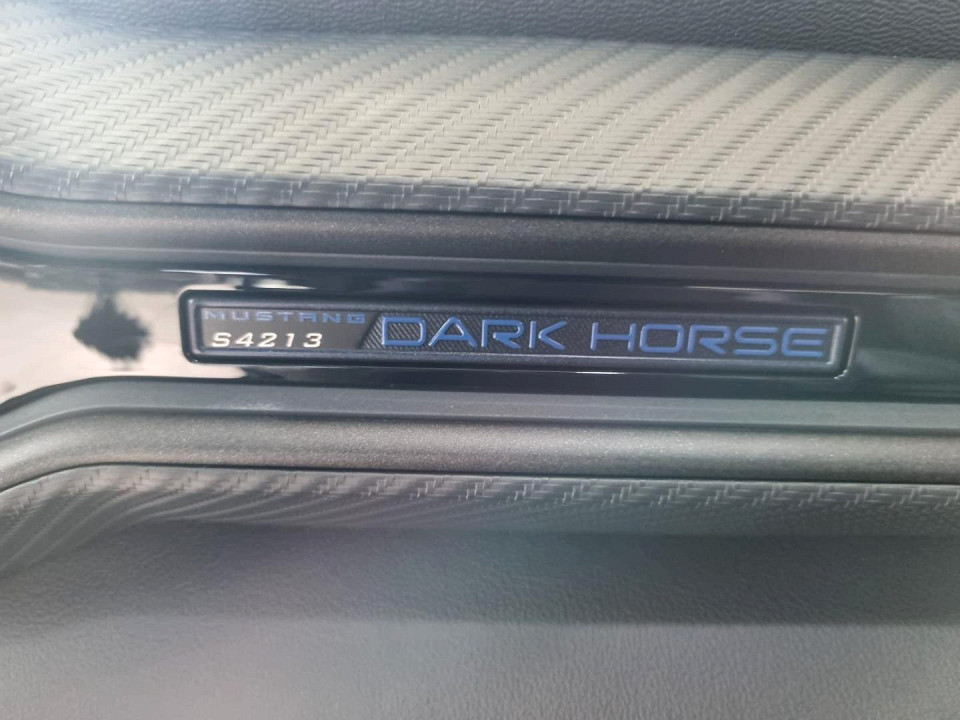 MUSTANG
S4213
DARK HORSE